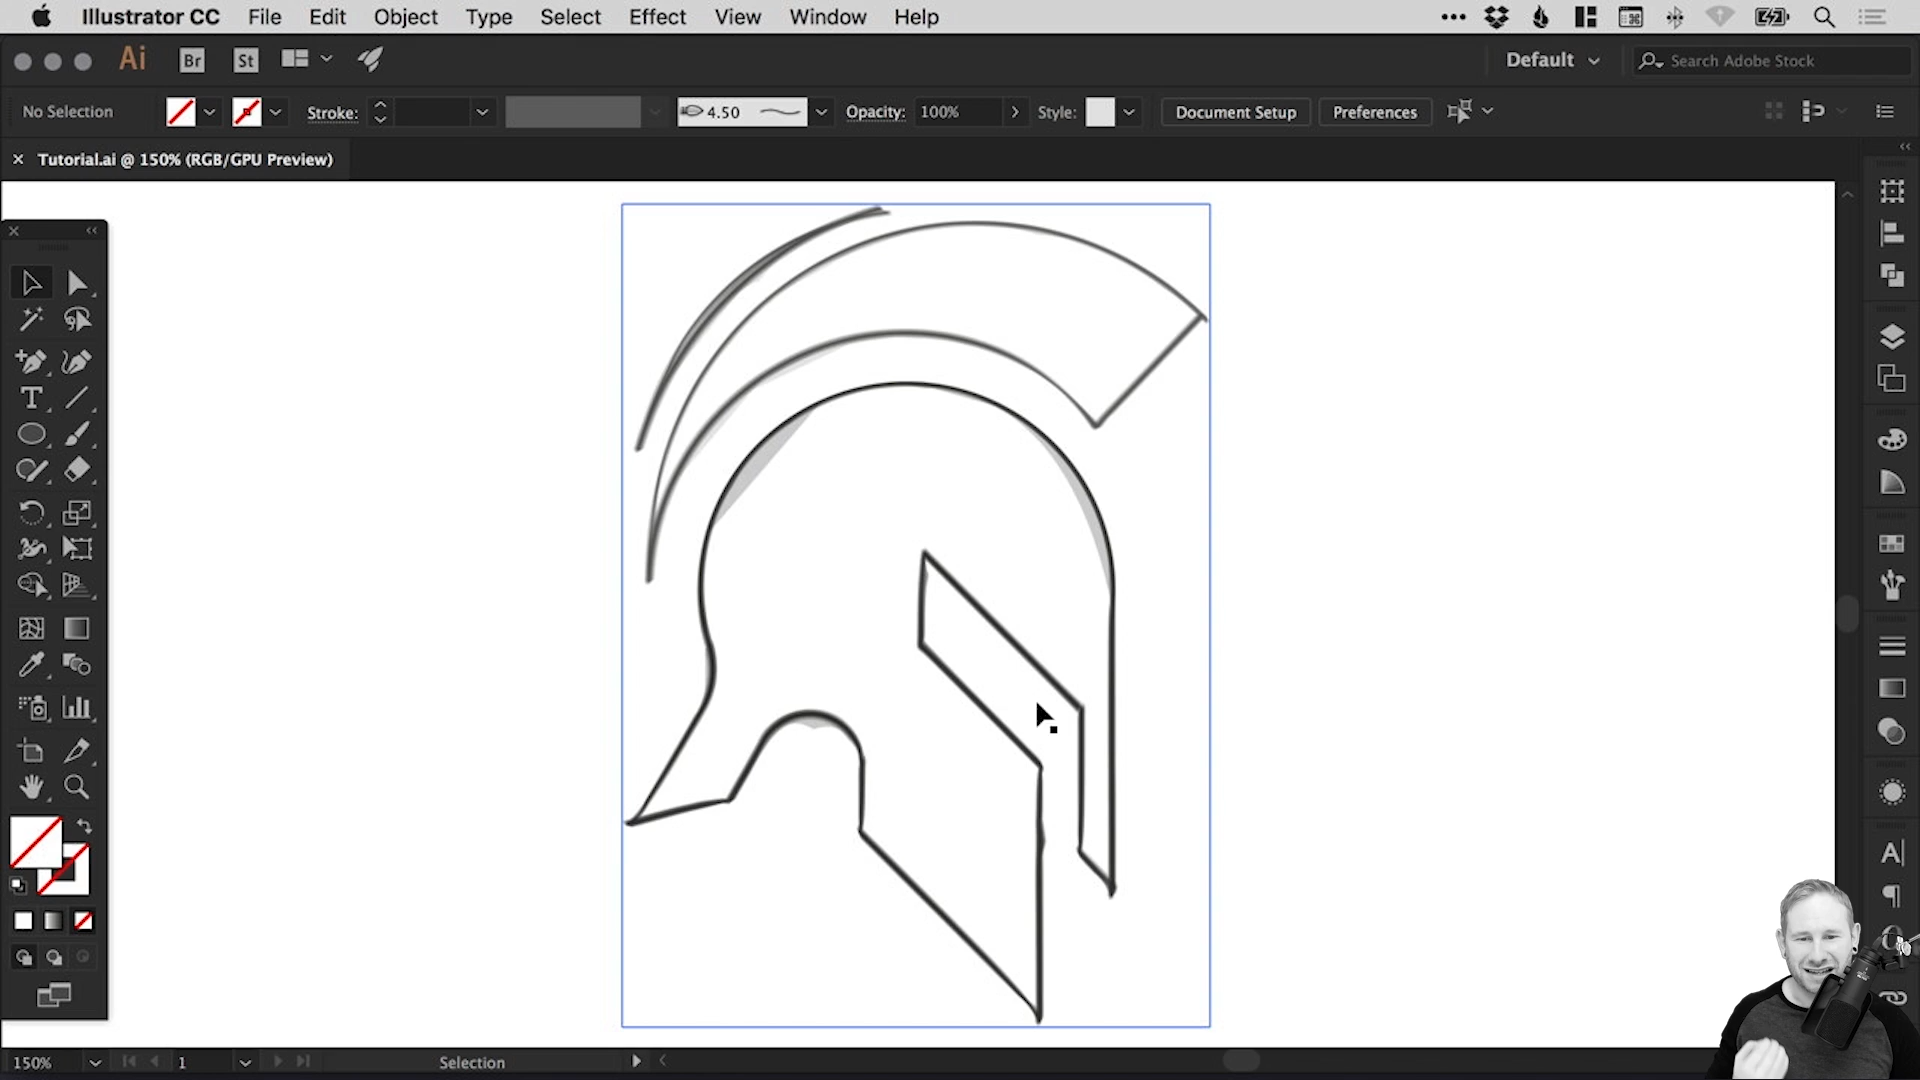 Illustrator CC File Edit Object Type Select Effect View Window Help
Ai Br St Default Search Adobe Stock
No Selection Stroke: 4.50 Opacity: 100% Style: Document Setup Preferences
Tutorial.ai @ 150% (RGB/GPU Preview)
150% 1 Selection